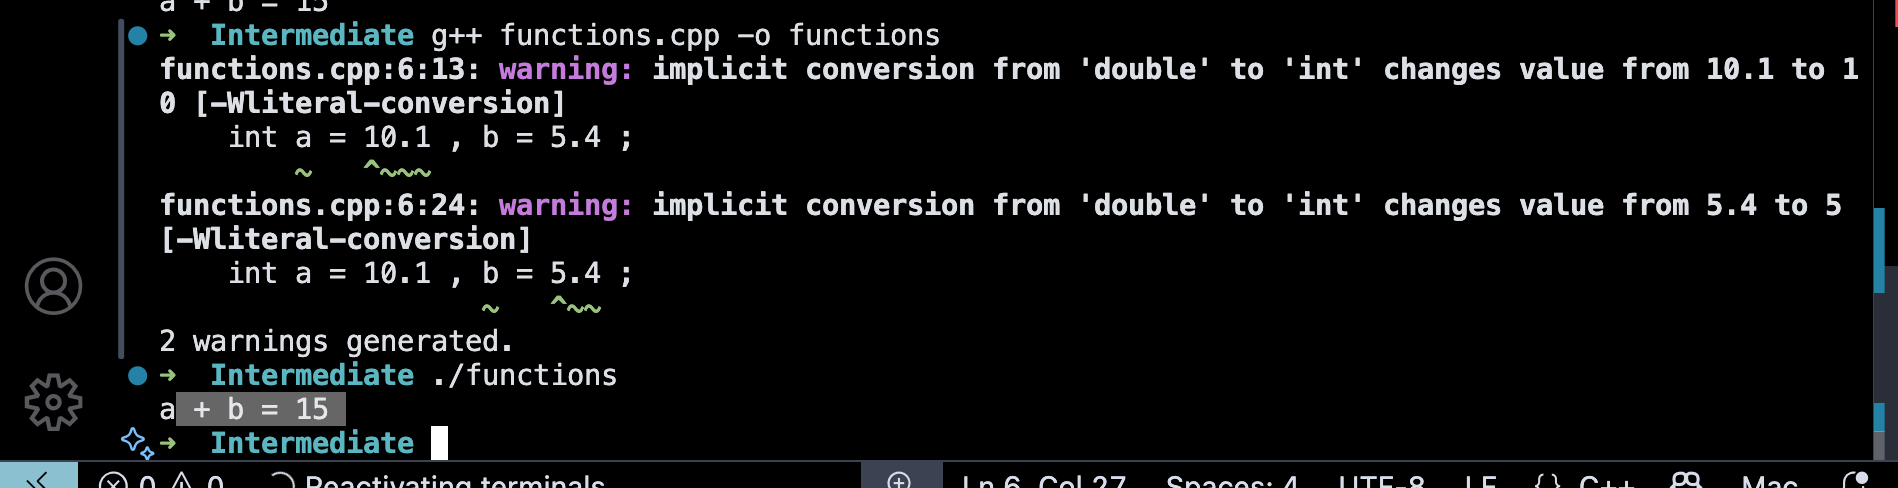 a + b = 15
➜  Intermediate g++ functions.cpp -o functions
functions.cpp:6:13: warning: implicit conversion from 'double' to 'int' changes value from 10.1 to 1
0 [-Wliteral-conversion]
    int a = 10.1 , b = 5.4 ;
        ~   ^~~~
functions.cpp:6:24: warning: implicit conversion from 'double' to 'int' changes value from 5.4 to 5
[-Wliteral-conversion]
    int a = 10.1 , b = 5.4 ;
                   ~   ^~~
2 warnings generated.
➜  Intermediate ./functions
a + b = 15
➜  Intermediate
0 0 Reactivating terminals Ln 6, Col 27 Spaces: 4 UTF-8 LF {} C++ Mac